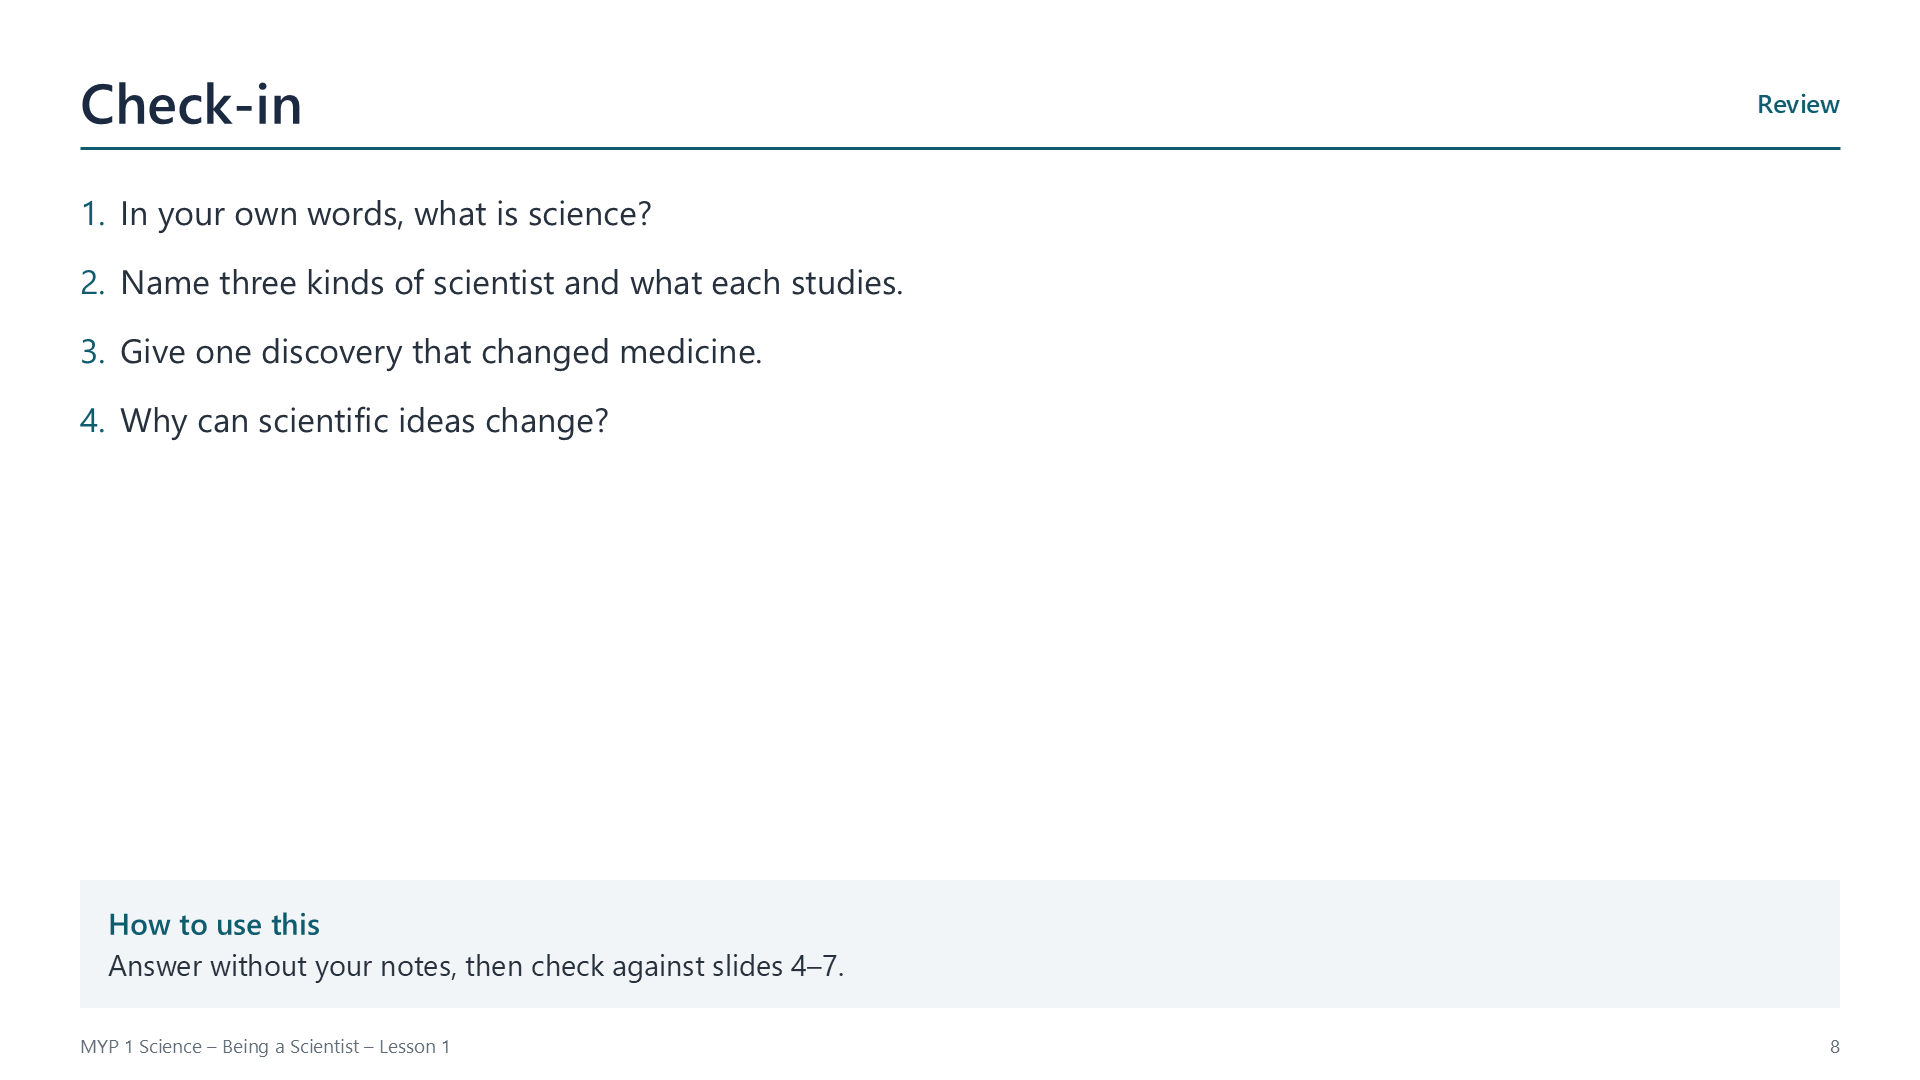 Check-in
Review
1. In your own words, what is science?
2. Name three kinds of scientist and what each studies.
3. Give one discovery that changed medicine.
4. Why can scientific ideas change?
How to use this
Answer without your notes, then check against slides 4–7.
MYP 1 Science – Being a Scientist – Lesson 1
8